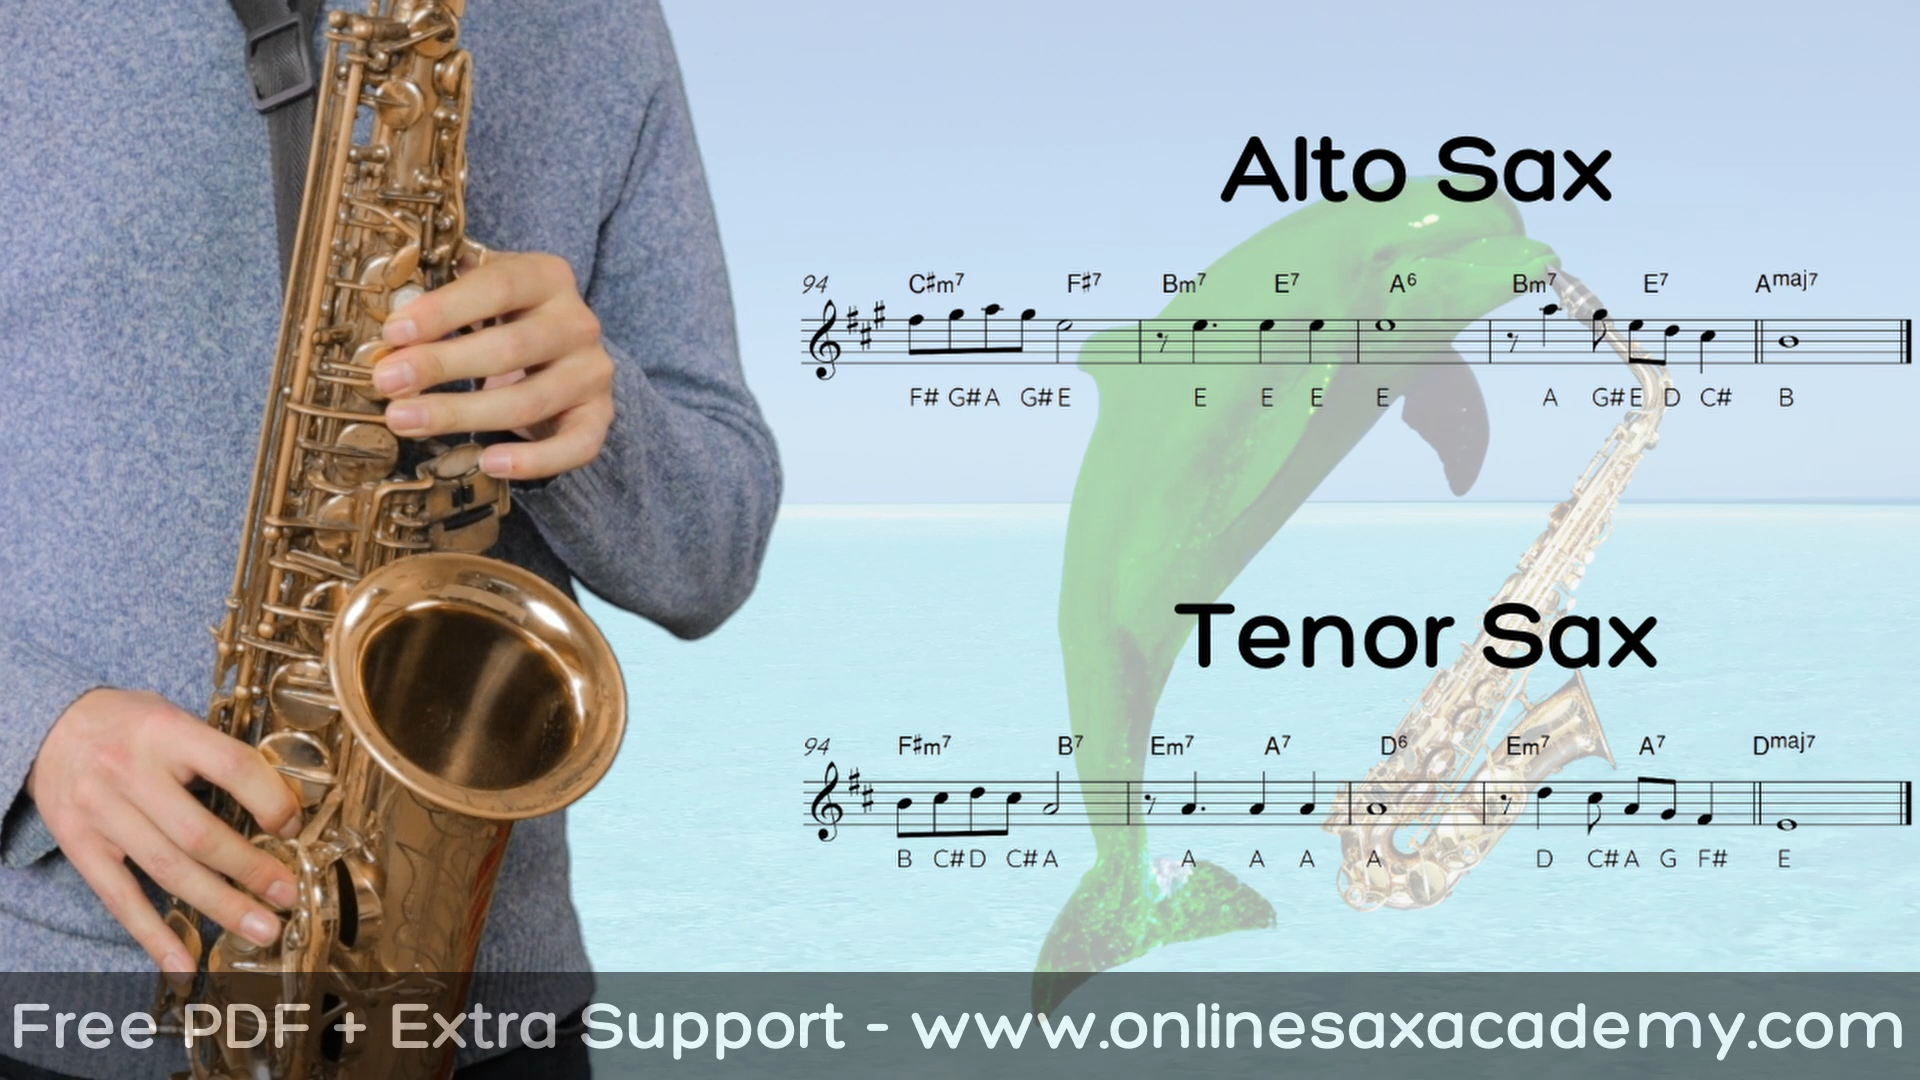 Alto Sax
94 C♯m7 F♯7 Bm7 E7 A6 Bm7 E7 Amaj7
F# G# A G# E E E E E A G# E D C# B
Tenor Sax
94 F♯m7 B7 Em7 A7 D6 Em7 A7 Dmaj7
B C# D C# A A A A A D C# A G F# E
Free PDF + Extra Support - www.onlinesaxacademy.com